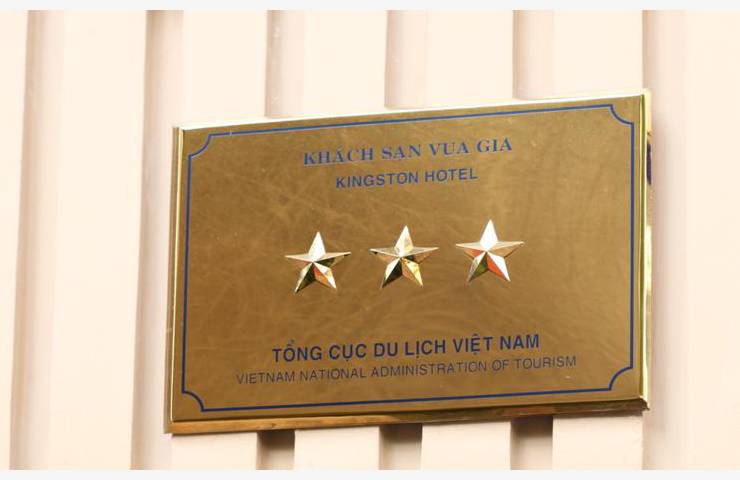 KHÁCH SẠN VUA GIA
KINGSTON HOTEL
TỔNG CỤC DU LỊCH VIỆT NAM
VIETNAM NATIONAL ADMINISTRATION OF TOURISM